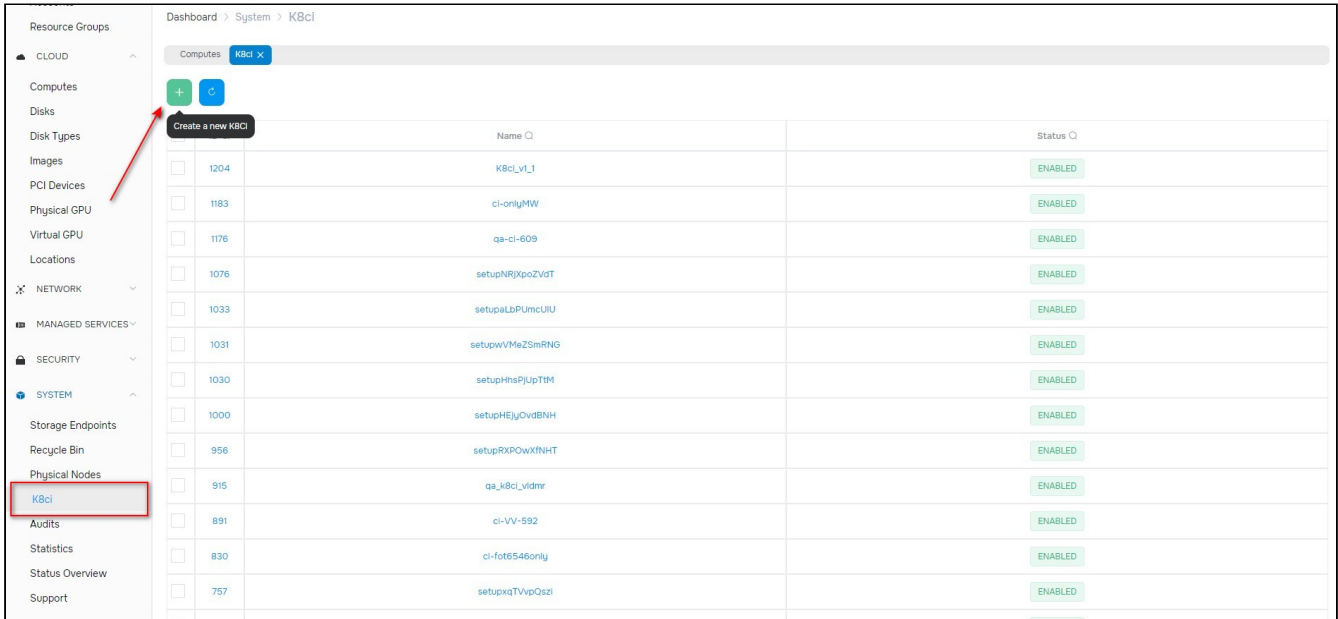 Resource Groups
CLOUD
Computes
Disks
Disk Types
Images
PCI Devices
Physical GPU
Virtual GPU
Locations
NETWORK
MANAGED SERVICES
SECURITY
SYSTEM
Storage Endpoints
Recycle Bin
Physical Nodes
K8ci
Audits
Statistics
Status Overview
Support
Dashboard > System > K8ci
Computes K8ci ×
+
Create a new K8CI
Name Status
1204 K8ci_v1_1 ENABLED
1183 ci-onlyMW ENABLED
1176 qa-ci-609 ENABLED
1076 setupNRjXpoZVdT ENABLED
1033 ENABLED
1031 setupwVMeZSmRNG ENABLED
1030 setupHhsPjUpTtM ENABLED
1000 setupHEjyOvdBNH ENABLED
956 setupRXPOwXfNHT ENABLED
915 qa_k8ci_vidmr ENABLED
891 ci-VV-592 ENABLED
830 ci-fot6546only ENABLED
757 setupxqTVvpQszi ENABLED